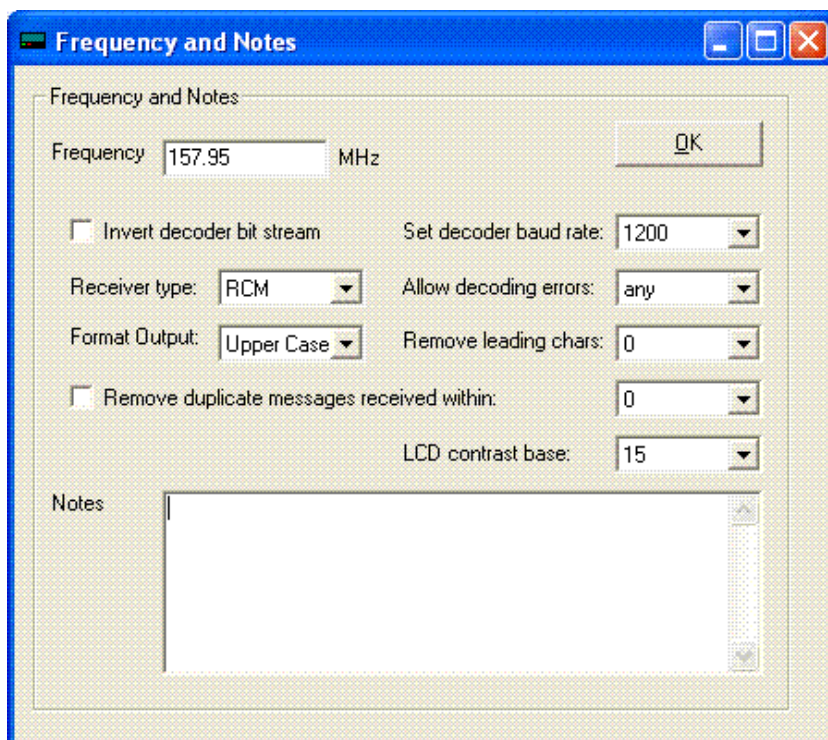 Frequency and Notes
Frequency and Notes
Frequency 157.95 MHz OK
Invert decoder bit stream Set decoder baud rate: 1200
Receiver type: RCM Allow decoding errors: any
Format Output: Upper Case Remove leading chars: 0
Remove duplicate messages received within: 0
LCD contrast base: 15
Notes